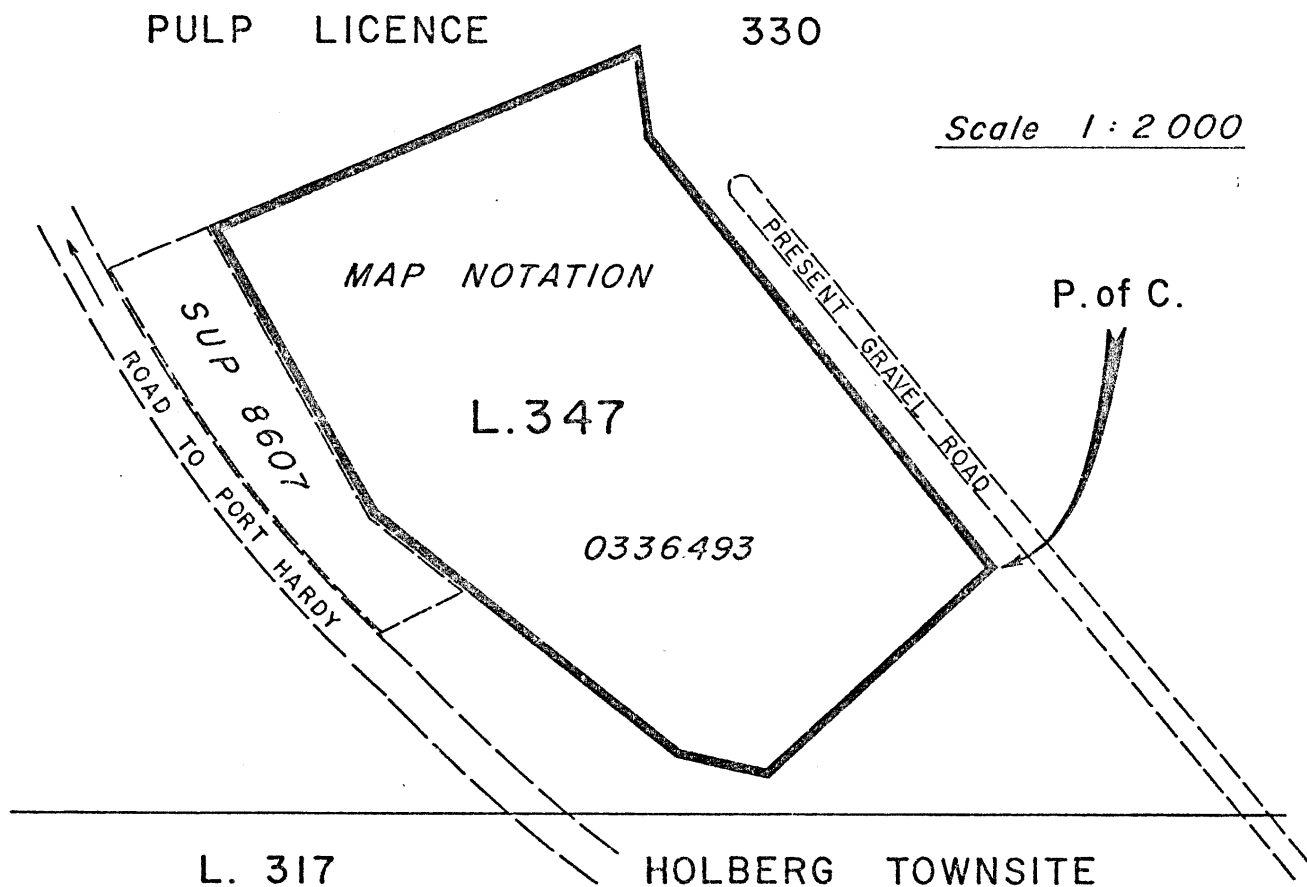 PULP LICENCE 330
Scale 1 : 2 000
MAP NOTATION
P. of C.
PRESENT GRAVEL ROAD
SUP 8607
ROAD TO PORT HARDY
L. 347
0336493
L. 317 HOLBERG TOWNSITE